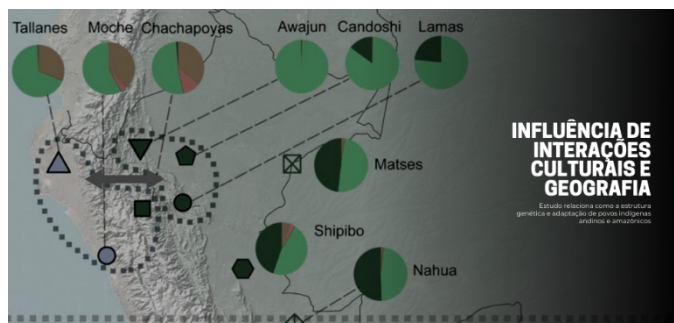 Tallanes Moche Chachapoyas Awajun Candoshi Lamas
Matses
Shipibo
Nahua
INFLUÊNCIA DE
INTERAÇÕES
CULTURAIS E
GEOGRAFIA
Estudo relaciona como a estrutura
genética e adaptação de povos indígenas
andinos e amazônicos